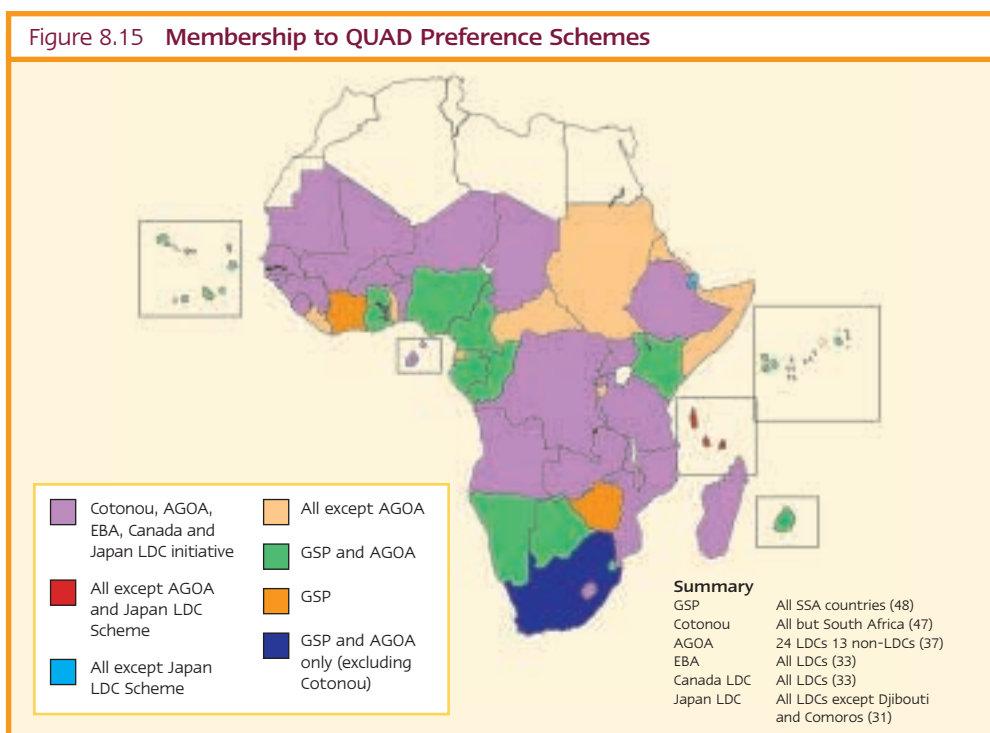 Figure 8.15 Membership to QUAD Preference Schemes
Cotonou, AGOA,
EBA, Canada and
Japan LDC initiative
All except AGOA
and Japan LDC
Scheme
All except Japan
LDC Scheme
All except AGOA
GSP and AGOA
GSP
GSP and AGOA
only (excluding
Cotonou)
Summary
GSP All SSA countries (48)
Cotonou All but South Africa (47)
AGOA 24 LDCs 13 non-LDCs (37)
EBA All LDCs (33)
Canada LDC All LDCs (33)
Japan LDC All LDCs except Djibouti
and Comoros (31)